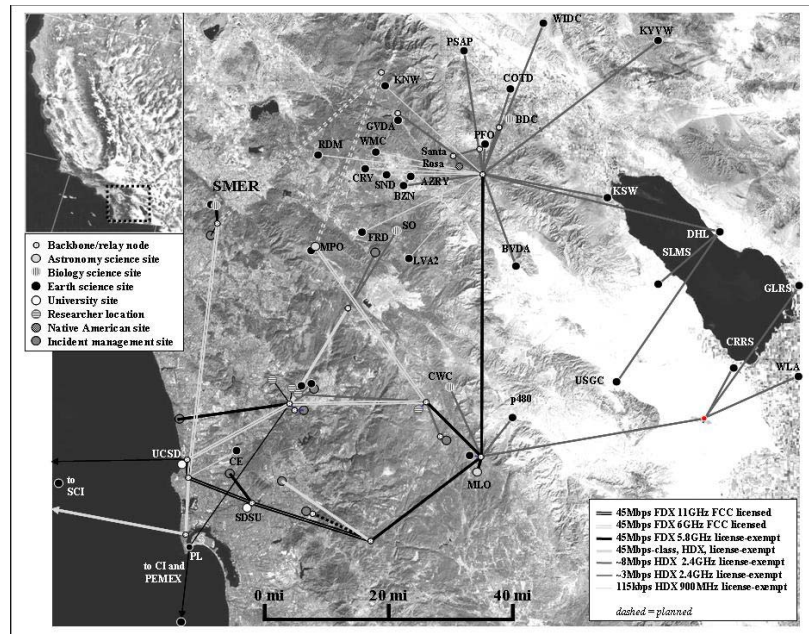 WIDC
PSAP
KYVW
KNW
COTD
GVDA
BDC
PFO
WMC
Santa
Rosa
RDM
CRY
SND
AZRY
BZN
KSW
SMER
SO
FRD
DHL
MPO
LVA2
BVDA
SLMS
GLRS
CRRS
WLA
CWC
USGC
p480
UCSD
CE
MLO
to
SCI
SDSU
PL
to CI and
PEMEX
0 mi
20 mi
40 mi
Backbone/relay node
Astronomy science site
Biology science site
Earth science site
University site
Researcher location
Native American site
Incident management site
45Mbps FDX 11GHz FCC licensed
45Mbps FDX 6GHz FCC licensed
45Mbps FDX 5.8GHz license-exempt
45Mbps-class, HDX, license-exempt
~8Mbps HDX 2.4GHz license-exempt
~3Mbps HDX 2.4GHz license-exempt
115kbps HDX 900MHz license-exempt
dashed = planned